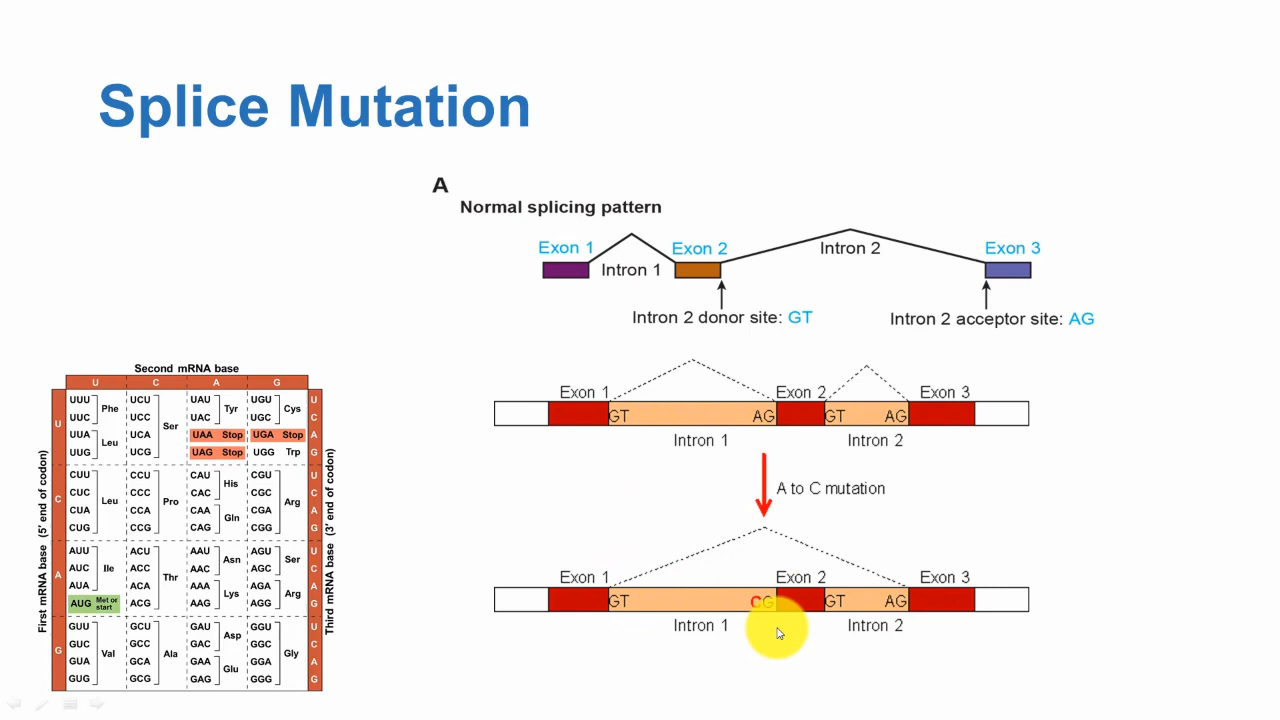 Splice Mutation
A
Normal splicing pattern
Exon 1 Exon 2 Intron 2 Exon 3
Intron 1
Intron 2 donor site: GT Intron 2 acceptor site: AG
Exon 1 Exon 2 Exon 3
GT AG GT AG
Intron 1 Intron 2
A to C mutation
Exon 1 Exon 2 Exon 3
GT CG GT AG
Intron 1 Intron 2
Second mRNA base
U C A G
First mRNA base (5′ end of codon)
Third mRNA base (3′ end of codon)
U
UUU Phe UCU Ser UAU Tyr UGU Cys U
UUC UCC UAC UGC C
UUA Leu UCA UAA Stop UGA Stop A
UUG UCG UAG Stop UGG Trp G
C
CUU Leu CCU Pro CAU His CGU Arg U
CUC CCC CAC CGC C
CUA CCA CAA Gln CGA A
CUG CCG CAG CGG G
A
AUU Ile ACU Thr AAU Asn AGU Ser U
AUC ACC AAC AGC C
AUA ACA AAA Lys AGA Arg A
AUG Met or start ACG AAG AGG G
G
GUU Val GCU Ala GAU Asp GGU Gly U
GUC GCC GAC GGC C
GUA GCA GAA Glu GGA A
GUG GCG GAG GGG G